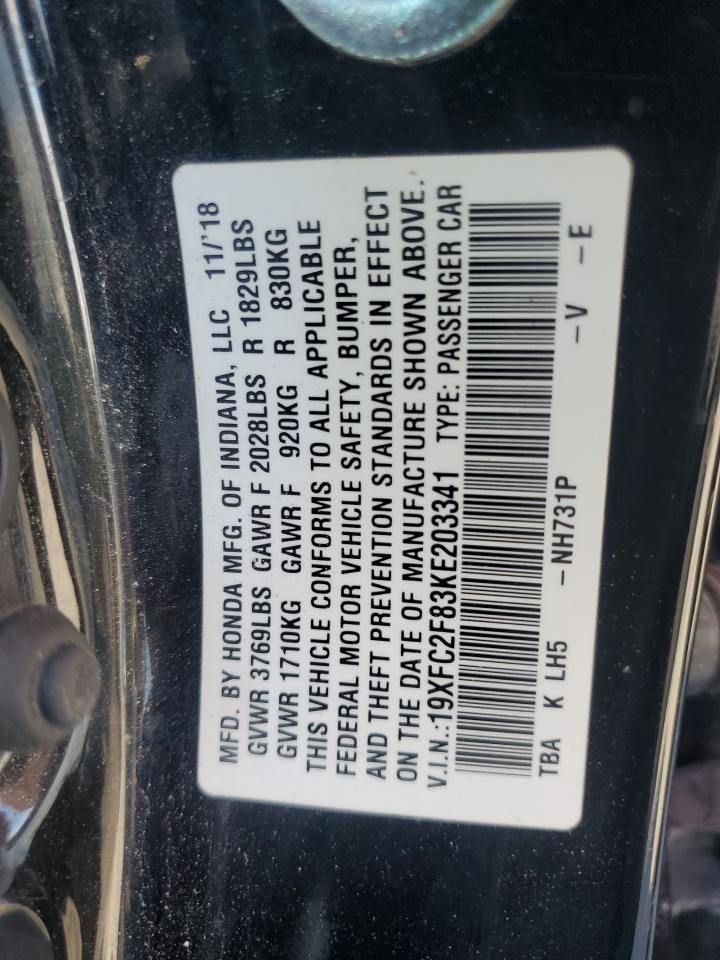 MFD. BY HONDA MFG. OF INDIANA, LLC 11/'18
GVWR 3769LBS GAWR F 2028LBS R 1829LBS
GVWR 1710KG GAWR F 920KG R 830KG
THIS VEHICLE CONFORMS TO ALL APPLICABLE
FEDERAL MOTOR VEHICLE SAFETY, BUMPER,
AND THEFT PREVENTION STANDARDS IN EFFECT
ON THE DATE OF MANUFACTURE SHOWN ABOVE.
V.I.N.:19XFC2F83KE203341 TYPE: PASSENGER CAR
TBA K LH5 -NH731P -V -E